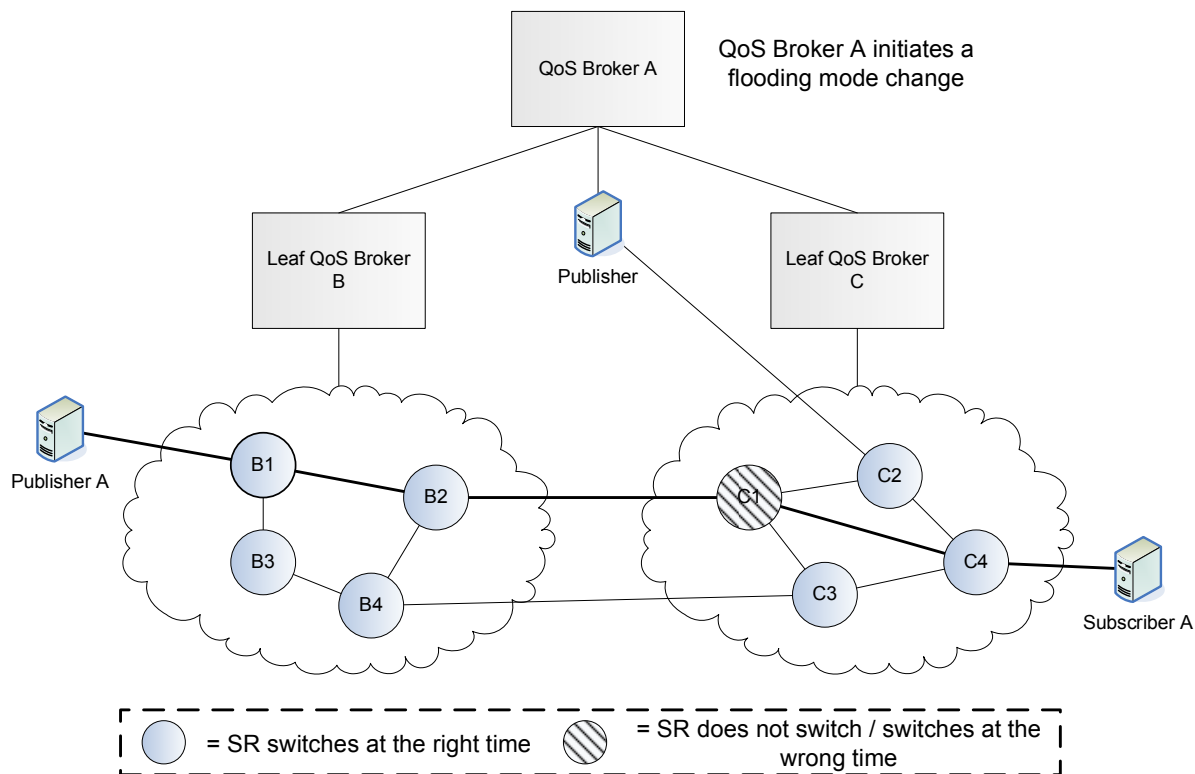 QoS Broker A
QoS Broker A initiates a
flooding mode change
Leaf QoS Broker
B
Publisher
Leaf QoS Broker
C
Publisher A
B1
B2
B3
B4
C1
C2
C3
C4
Subscriber A
= SR switches at the right time
= SR does not switch / switches at the
wrong time